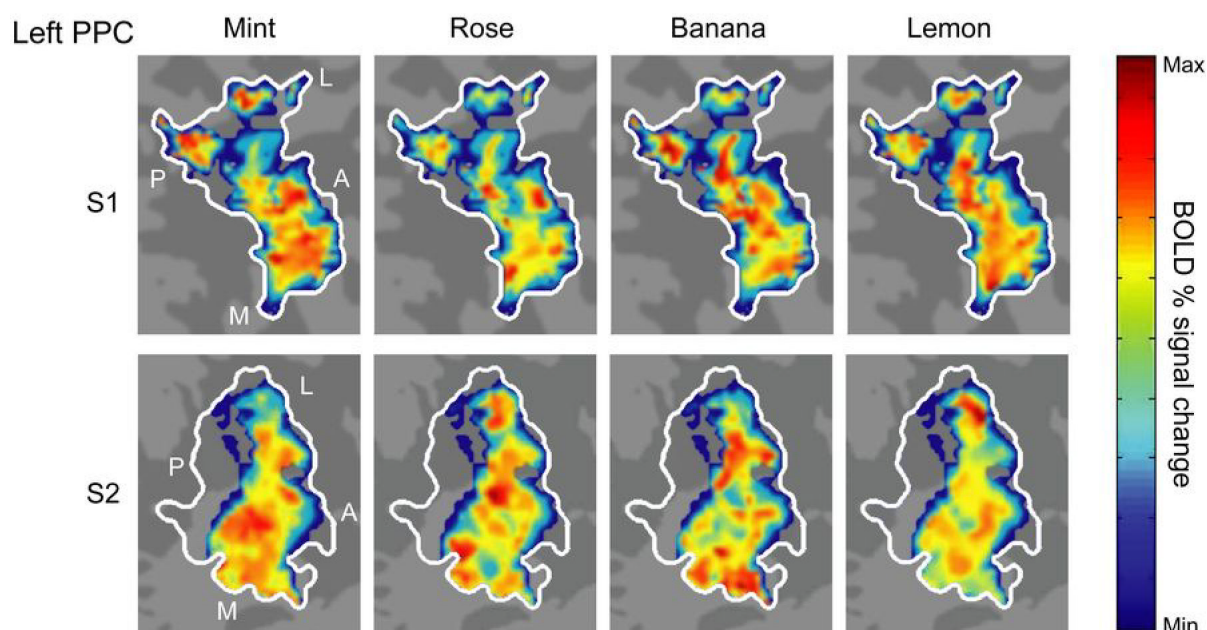 Left PPC
Mint Rose Banana Lemon
Max
L
P
A
S1
M
BOLD % signal change
L
P
S2
A
M
Min